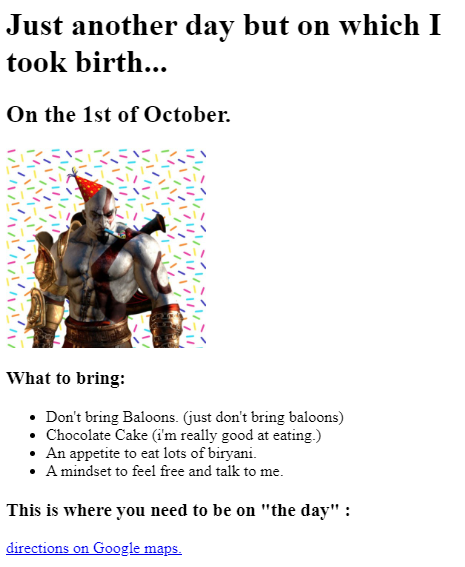 Just another day but on which I
took birth...
On the 1st of October.
What to bring:
Don't bring Baloons. (just don't bring baloons)
Chocolate Cake (i'm really good at eating.)
An appetite to eat lots of biryani.
A mindset to feel free and talk to me.
This is where you need to be on "the day" :
directions on Google maps.